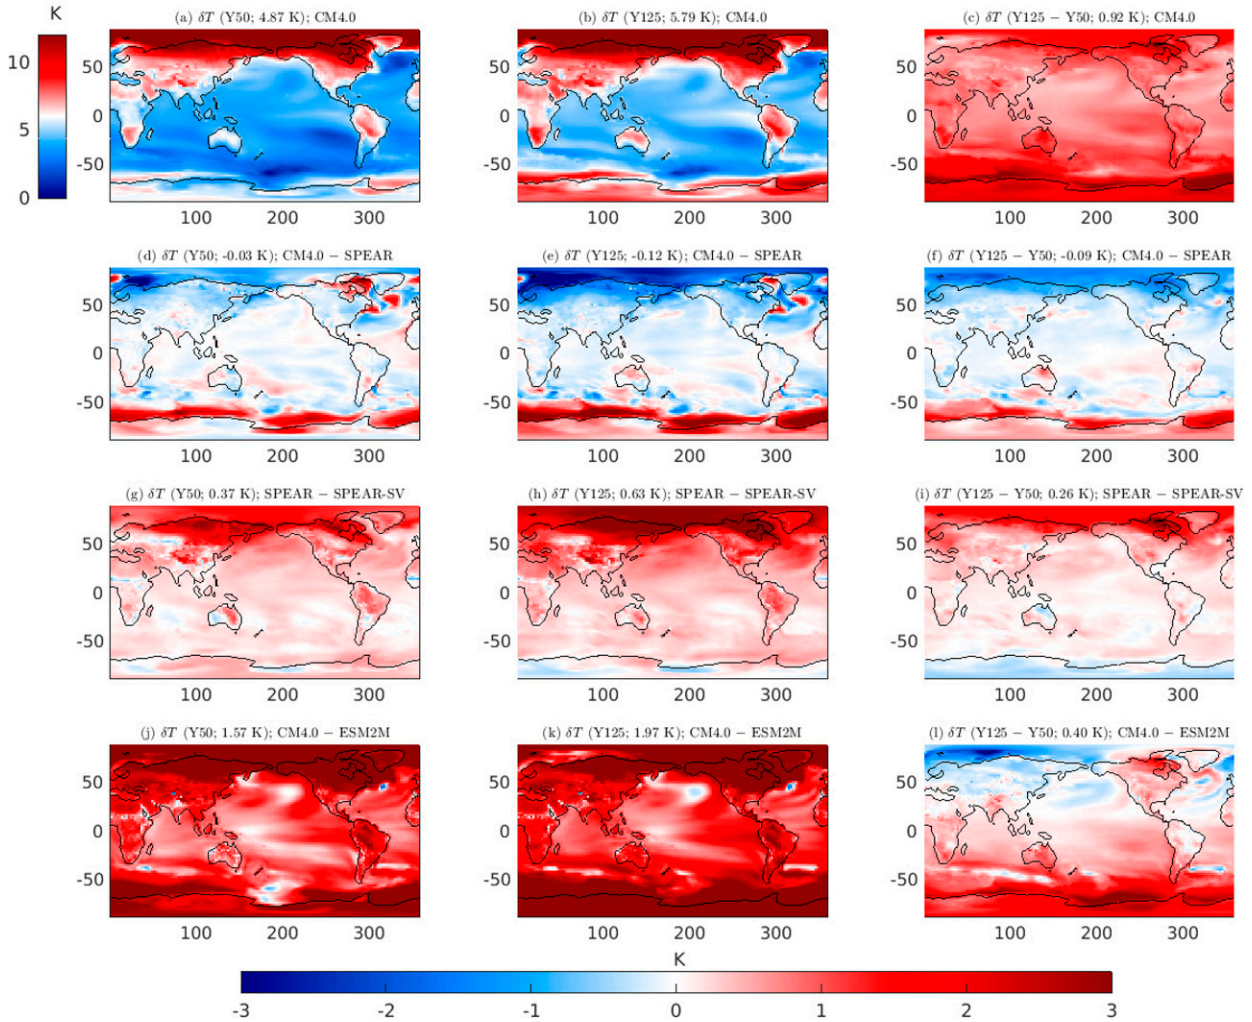 K
10
5
0
(a) δT (Y50; 4.87 K); CM4.0
50
0
-50
100 200 300
(b) δT (Y125; 5.79 K); CM4.0
50
0
-50
100 200 300
(c) δT (Y125 − Y50; 0.92 K); CM4.0
50
0
-50
100 200 300
(d) δT (Y50; -0.03 K); CM4.0 − SPEAR
50
0
-50
100 200 300
(e) δT (Y125; -0.12 K); CM4.0 − SPEAR
50
0
-50
100 200 300
(f) δT (Y125 − Y50; -0.09 K); CM4.0 − SPEAR
50
0
-50
100 200 300
(g) δT (Y50; 0.37 K); SPEAR − SPEAR-SV
50
0
-50
100 200 300
(h) δT (Y125; 0.63 K); SPEAR − SPEAR-SV
50
0
-50
100 200 300
(i) δT (Y125 − Y50; 0.26 K); SPEAR − SPEAR-SV
50
0
-50
100 200 300
(j) δT (Y50; 1.57 K); CM4.0 − ESM2M
50
0
-50
100 200 300
(k) δT (Y125; 1.97 K); CM4.0 − ESM2M
50
0
-50
100 200 300
(l) δT (Y125 − Y50; 0.40 K); CM4.0 − ESM2M
50
0
-50
100 200 300
K
-3 -2 -1 0 1 2 3